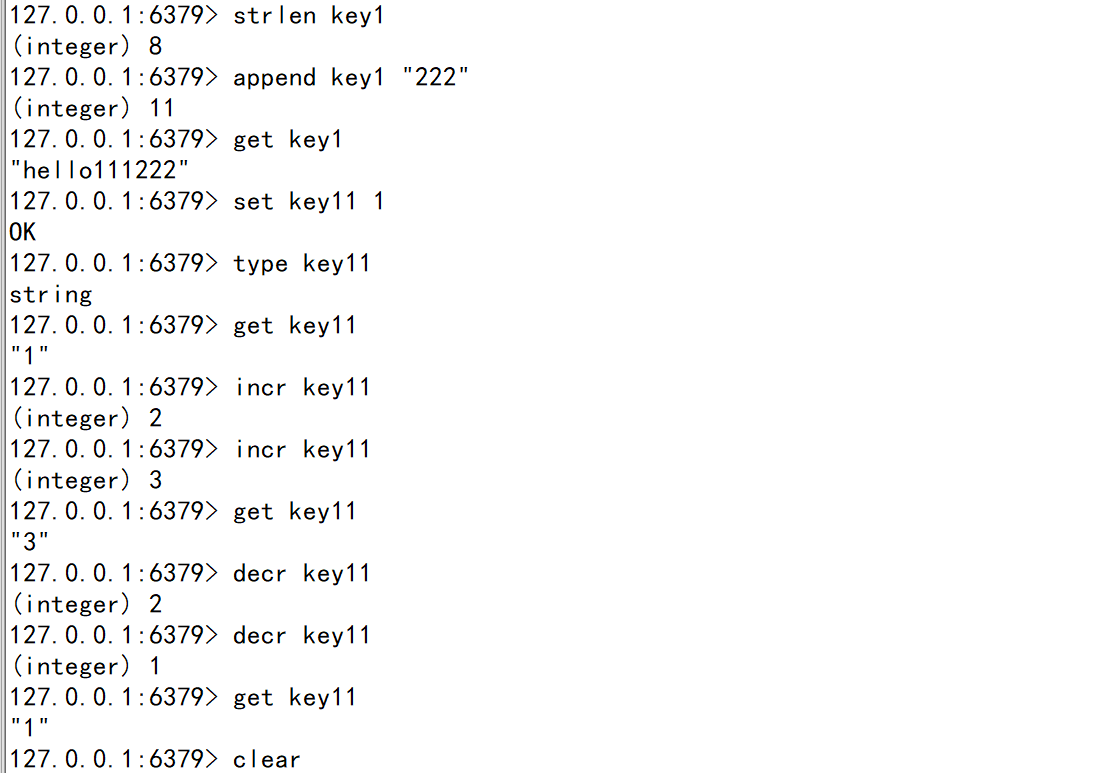 127.0.0.1:6379> strlen key1
(integer) 8
127.0.0.1:6379> append key1 "222"
(integer) 11
127.0.0.1:6379> get key1
"hello111222"
127.0.0.1:6379> set key11 1
OK
127.0.0.1:6379> type key11
string
127.0.0.1:6379> get key11
"1"
127.0.0.1:6379> incr key11
(integer) 2
127.0.0.1:6379> incr key11
(integer) 3
127.0.0.1:6379> get key11
"3"
127.0.0.1:6379> decr key11
(integer) 2
127.0.0.1:6379> decr key11
(integer) 1
127.0.0.1:6379> get key11
"1"
127.0.0.1:6379> clear